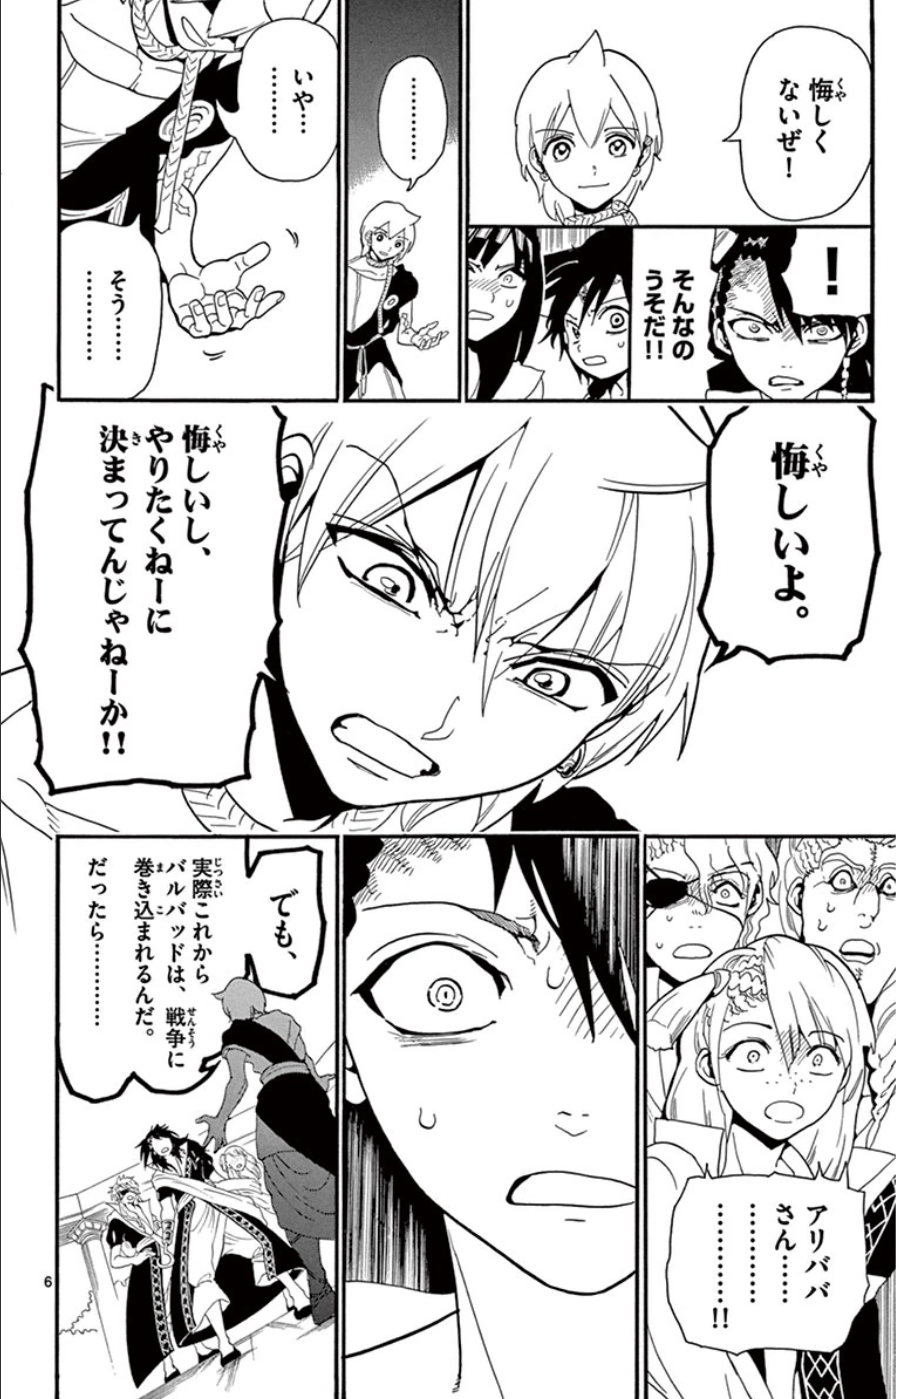 悔しく
ないぜ！
！
そんなの
うそだ!!
…………
いや…
………
そう……
………
悔しいよ。
悔しいし、
やりたくねーに
決まってんじゃねーか!!
アリババ
さん……
………
………!!
でも、
実際これから
バルバッドは、戦争に
巻き込まれるんだ。
だったら…………
6